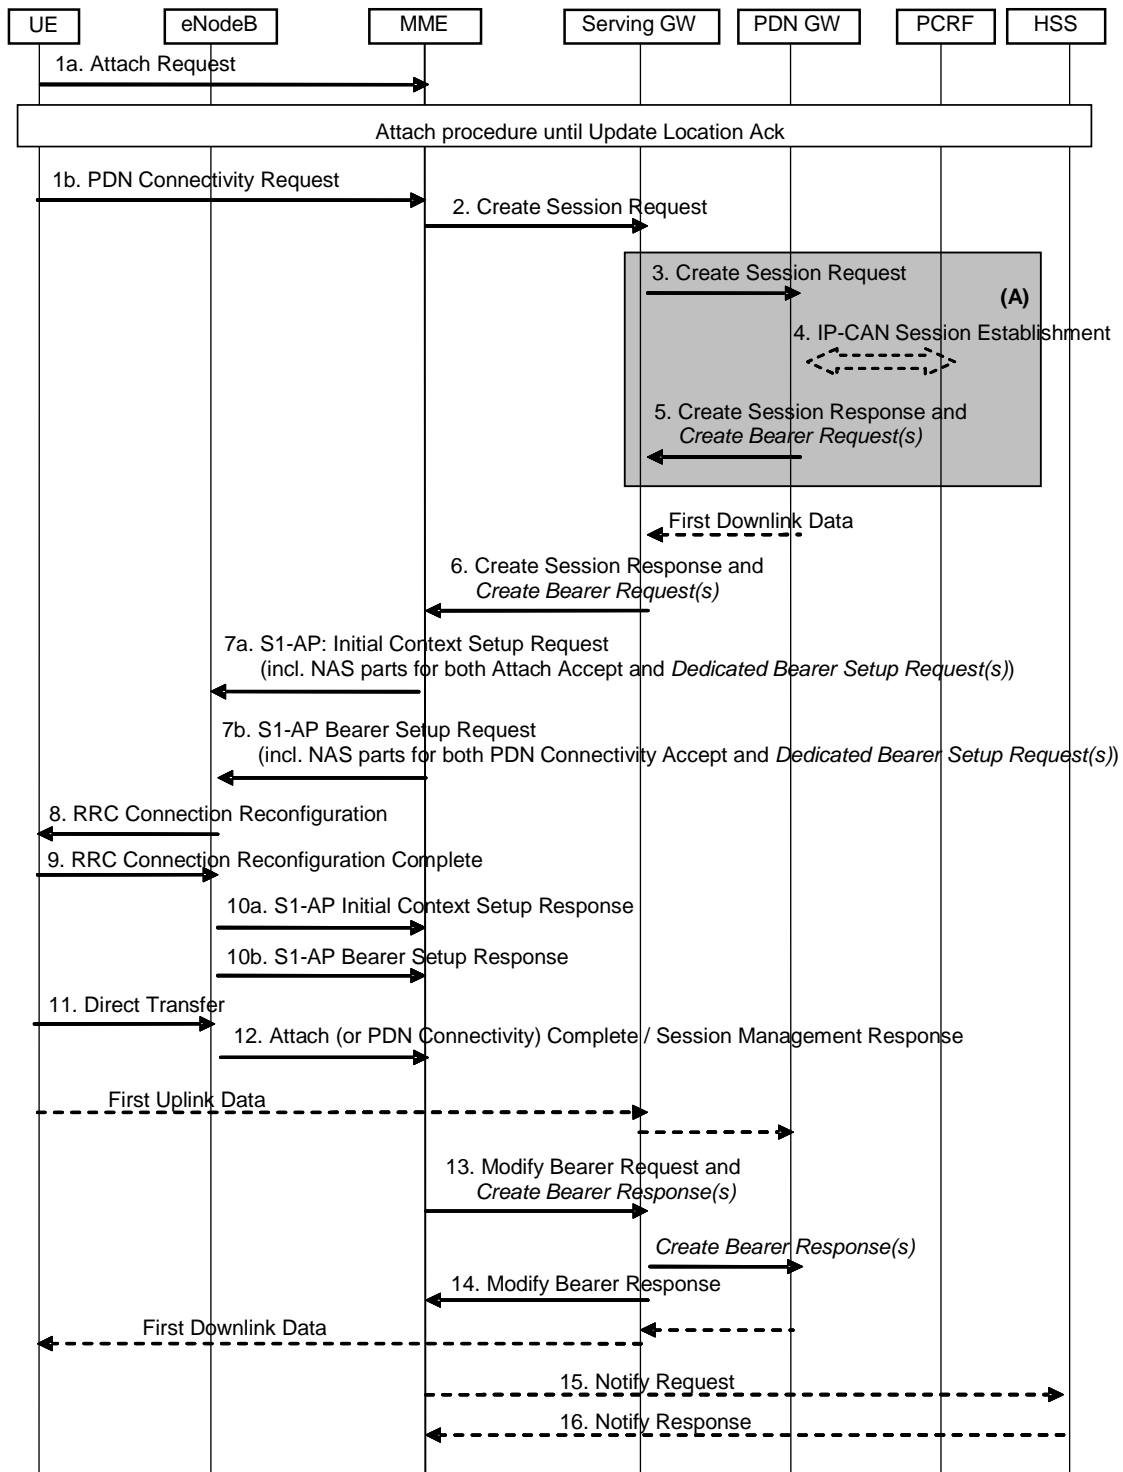 UE
eNodeB
MME
Serving GW
PDN GW
PCRF
HSS
1a. Attach Request
Attach procedure until Update Location Ack
1b. PDN Connectivity Request
2. Create Session Request
3. Create Session Request
(A)
4. IP-CAN Session Establishment
5. Create Session Response and
Create Bearer Request(s)
First Downlink Data
6. Create Session Response and
Create Bearer Request(s)
7a. S1-AP: Initial Context Setup Request
(incl. NAS parts for both Attach Accept and Dedicated Bearer Setup Request(s))
7b. S1-AP Bearer Setup Request
(incl. NAS parts for both PDN Connectivity Accept and Dedicated Bearer Setup Request(s))
8. RRC Connection Reconfiguration
9. RRC Connection Reconfiguration Complete
10a. S1-AP Initial Context Setup Response
10b. S1-AP Bearer Setup Response
11. Direct Transfer
12. Attach (or PDN Connectivity) Complete / Session Management Response
First Uplink Data
13. Modify Bearer Request and
Create Bearer Response(s)
Create Bearer Response(s)
14. Modify Bearer Response
First Downlink Data
15. Notify Request
16. Notify Response